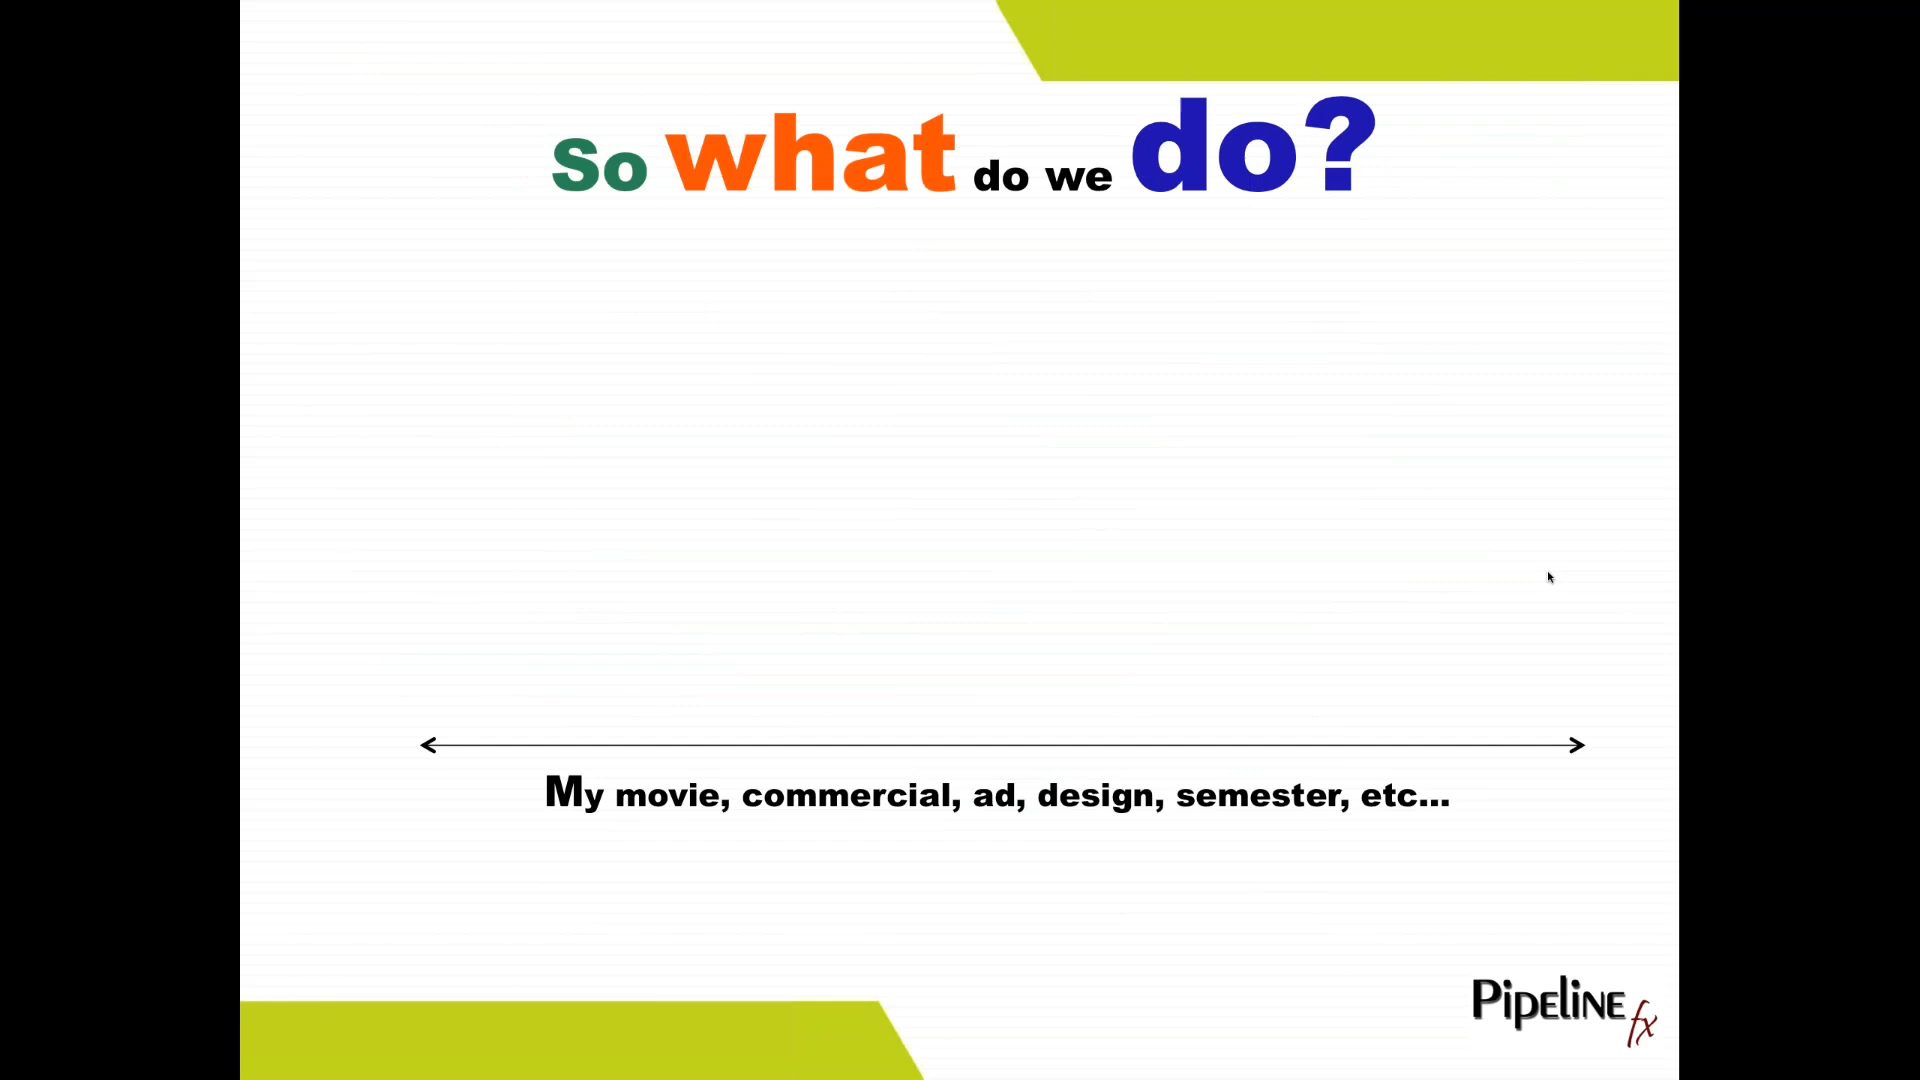 So what do we do?
My movie, commercial, ad, design, semester, etc...
Pipeline fx